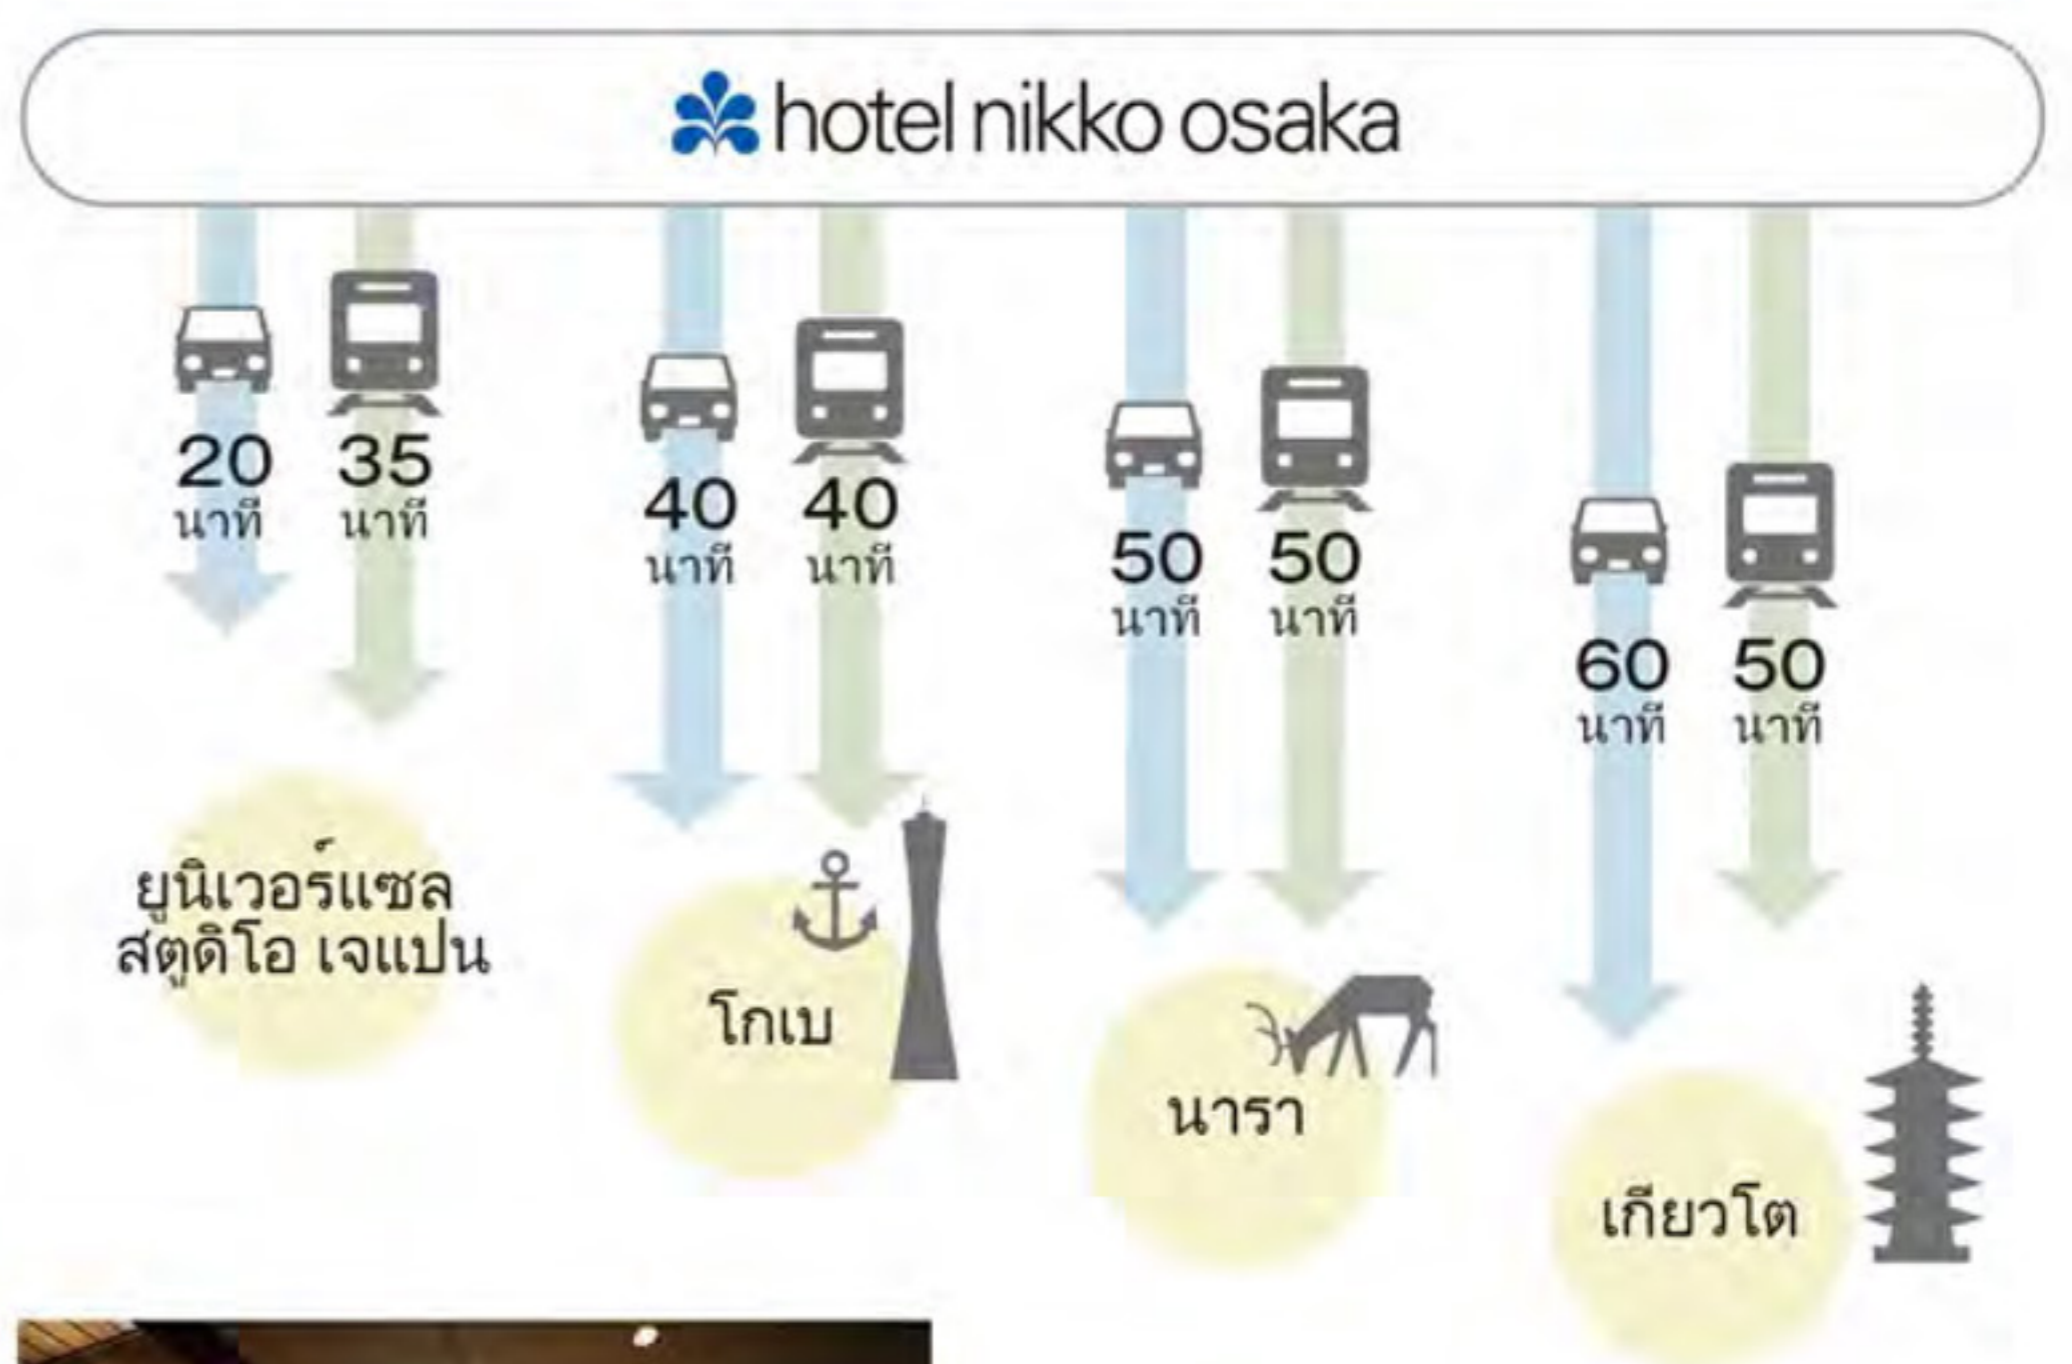 hotel nikko osaka
20 35
นาที นาที
40 40
นาที นาที
50 50
นาที นาที
60 50
นาที นาที
ยูนิเวอร์แซล
สตูดิโอ เจแปน
โกเบ
นารา
เกียวโต